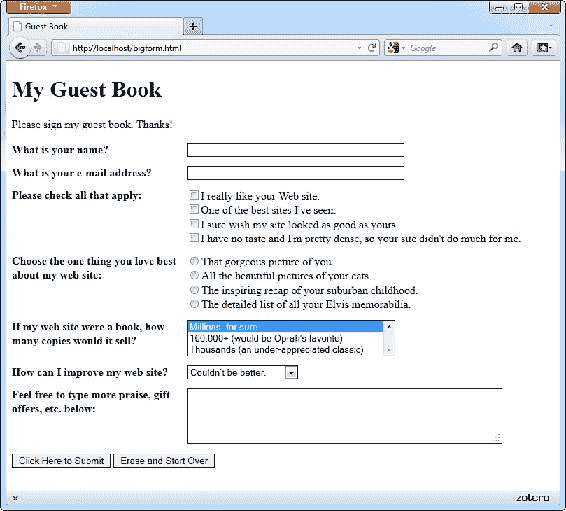 Firefox
Guest Book
http://localhost/bigform.html
Google
My Guest Book
Please sign my guest book. Thanks!
What is your name?
What is your e-mail address?
Please check all that apply:
I really like your Web site.
One of the best sites I've seen.
I sure wish my site looked as good as yours.
I have no taste and I'm pretty dense, so your site didn't do much for me.
Choose the one thing you love best
about my web site:
That gorgeous picture of you.
All the beautiful pictures of your cats.
The inspiring recap of your suburban childhood.
The detailed list of all your Elvis memorabilia.
If my web site were a book, how
many copies would it sell?
Millions, for sure.
100,000+ (would be Oprah's favorite)
Thousands (an under-appreciated classic)
How can I improve my web site?
Couldn't be better.
Feel free to type more praise, gift
offers, etc. below:
Click Here to Submit
Erase and Start Over
x
zotero